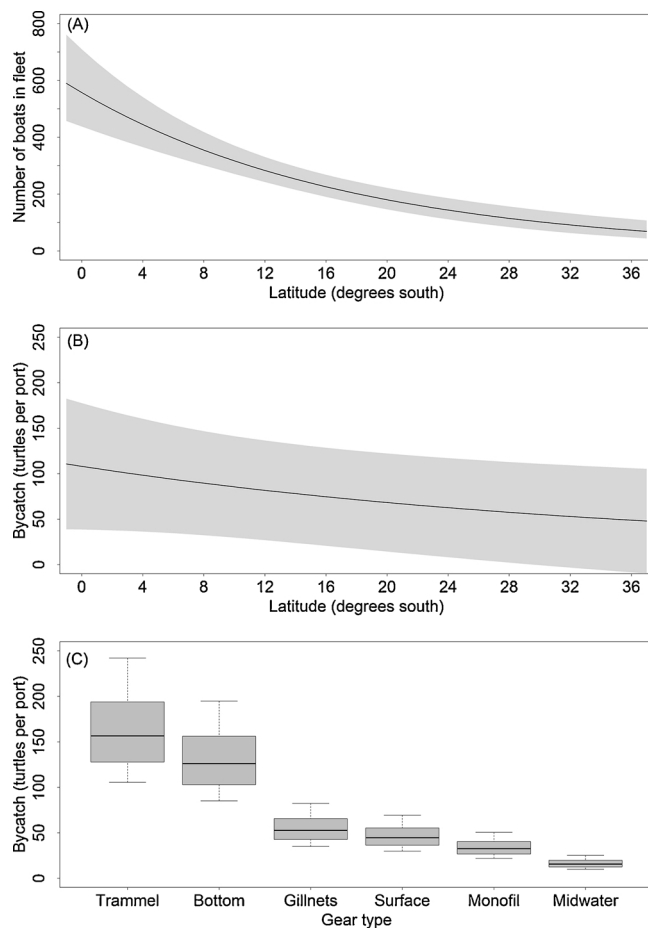 (A)
Number of boats in fleet
800
600
400
200
0
0 4 8 12 16 20 24 28 32 36
Latitude (degrees south)
(B)
Bycatch (turtles per port)
250
200
150
100
50
0
0 4 8 12 16 20 24 28 32 36
Latitude (degrees south)
(C)
Bycatch (turtles per port)
250
200
150
100
50
0
Trammel Bottom Gillnets Surface Monofil Midwater
Gear type